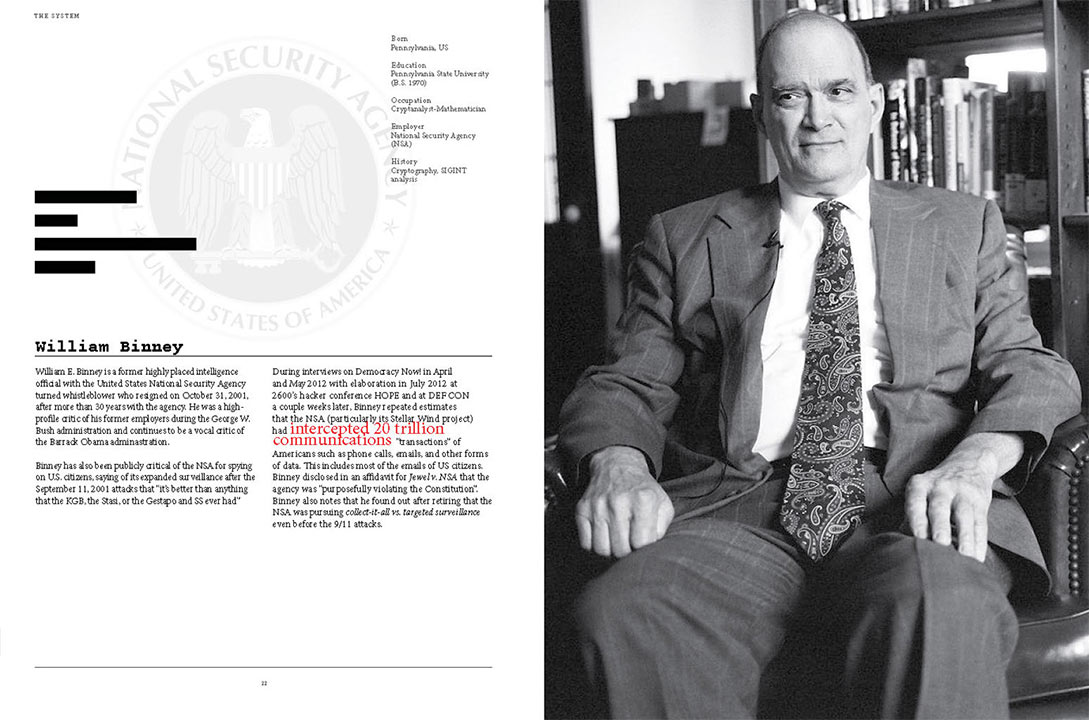 THE SYSTEM
NATIONAL SECURITY AGENCY
UNITED STATES OF AMERICA
Born
Pennsylvania, US
Education
Pennsylvania State University
(B.S. 1970)
Occupation
Cryptanalyst-Mathematician
Employer
National Security Agency
(NSA)
History
Cryptography, SIGINT
analysis
William Binney
William E. Binney is a former highly placed intelligence
official with the United States National Security Agency
turned whistleblower who resigned on October 31, 2001,
after more than 30 years with the agency. He was a high-
profile critic of his former employers during the George W.
Bush administration and continues to be a vocal critic of
the Barrack Obama adminastration.
Binney has also been publicly critical of the NSA for spying
on U.S. citizens, saying of its expanded surveillance after the
September 11, 2001 attacks that "it's better than anything
that the KGB, the Stasi, or the Gestapo and SS ever had"
During interviews on Democracy Now! in April
and May 2012 with elaboration in July 2012 at
2600's hacker conference HOPE and at DEF CON
a couple weeks later, Binney repeated estimates
that the NSA (particularly its Stellar Wind project)
had intercepted 20 trillion
communications "transactions" of
Americans such as phone calls, emails, and other forms
of data. This includes most of the emails of US citizens.
Binney disclosed in an affidavit for Jewel v. NSA that the
agency was "purposefully violating the Constitution".
Binney also notes that he found out after retiring that the
NSA was pursuing collect-it-all vs. targeted surveillance
even before the 9/11 attacks.